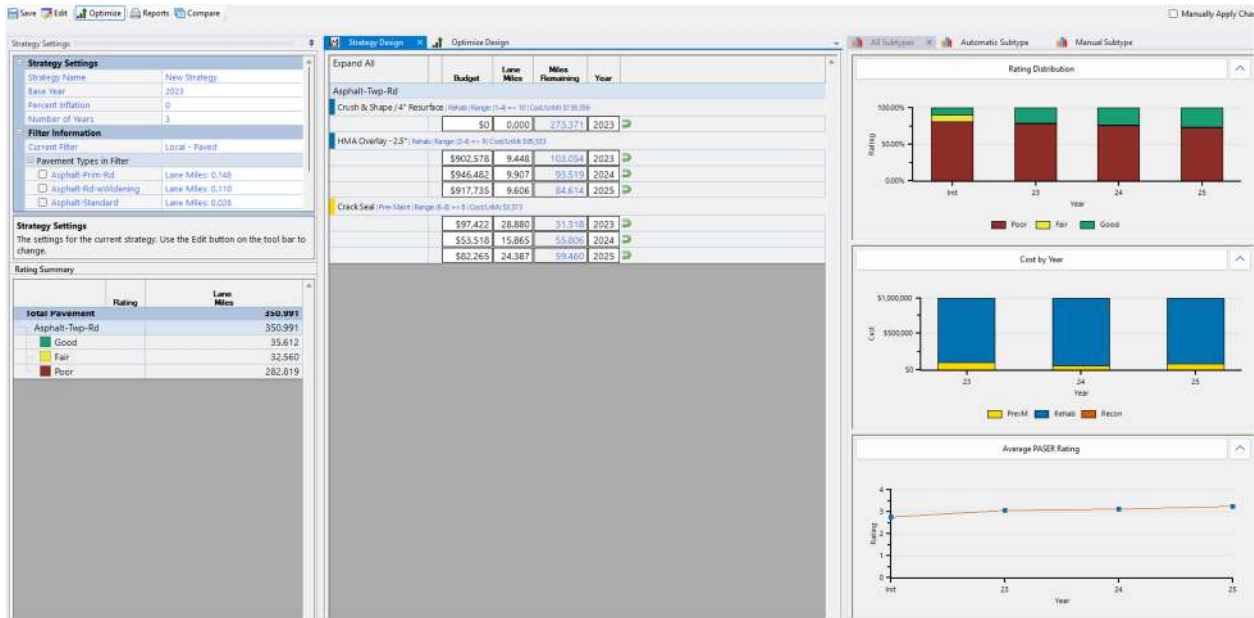 Save Edit Optimize Reports Compare
Manually Apply Chan
Strategy Settings
Strategy Settings
Strategy Name New Strategy
Base Year 2023
Percent Inflation 0
Number of Years 3
Filter Information
Current Filter Local - Paved
Pavement Types in Filter
Asphalt-Prim-Rd Lane Miles: 0.148
Asphalt-Rd-wWidening Lane Miles: 0.110
Asphalt-Standard Lane Miles: 0.028
Strategy Settings
The settings for the current strategy. Use the Edit button on the tool bar to
change.
Rating Summary
Rating Lane
Miles
Total Pavement 350.991
Asphalt-Twp-Rd 350.991
Good 35.612
Fair 32.560
Poor 282.819
Strategy Design Optimize Design
Expand All
Budget Lane Miles Miles Remaining Year
Asphalt-Twp-Rd
Crush & Shape / 4" Resurface
$0 0.000 273.371 2023
HMA Overlay - 2.5"
$902,578 9.448 103.054 2023
$946,482 9.907 93.519 2024
$917,735 9.606 84.614 2025
Crack Seal
$97,422 28.880 31.318 2023
$53,518 15.865 55.806 2024
$82,265 24.387 59.460 2025
All Subtypes Automatic Subtype Manual Subtype
Rating Distribution
100.00%
50.00%
0.00%
Rating
Init 23 24 25
Year
Poor Fair Good
Cost by Year
$1,000,000
$500,000
$0
Cost
23 24 25
Year
PrevM Rehab Recon
Average PASER Rating
4
3
2
1
0
Rating
Init 23 24 25
Year